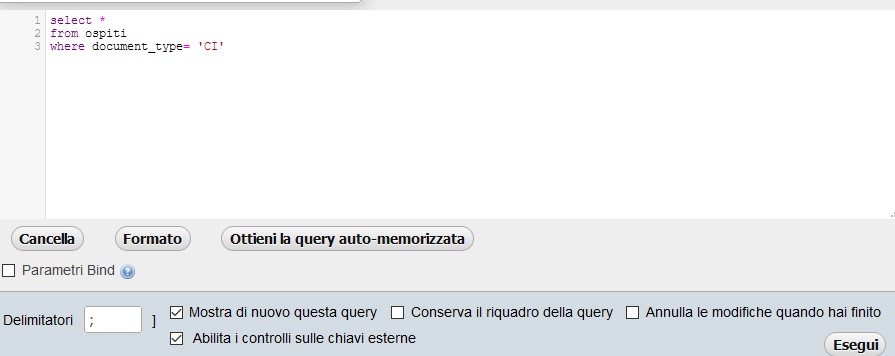 1 select *
2 from ospiti
3 where document_type= 'CI'
Cancella Formato Ottieni la query auto-memorizzata
Parametri Bind
Delimitatori ; ] Mostra di nuovo questa query Conserva il riquadro della query Annulla le modifiche quando hai finito
Abilita i controlli sulle chiavi esterne
Esegui